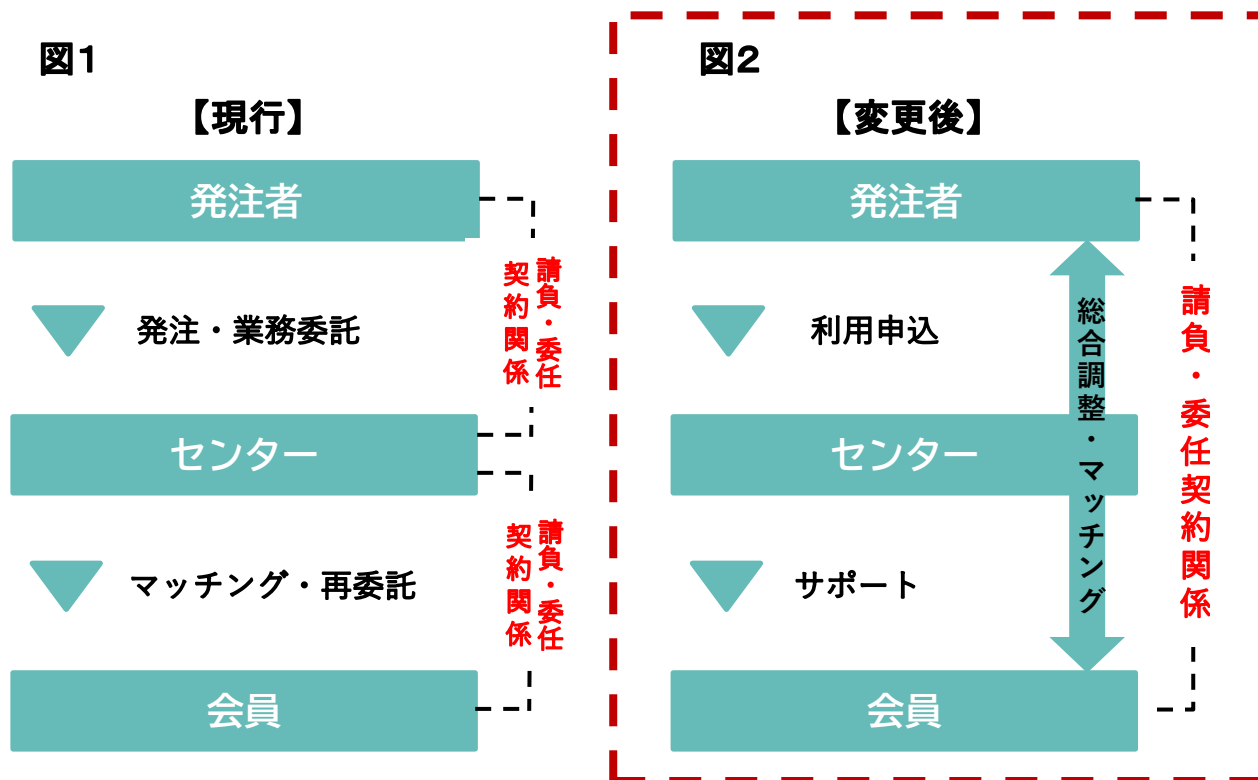 図1
【現行】
発注者
発注・業務委託
請負・委任
契約関係
センター
マッチング・再委託
請負・委任
契約関係
会員
図2
【変更後】
発注者
利用申込
総合調整・マッチング
請負・委任契約関係
センター
サポート
会員